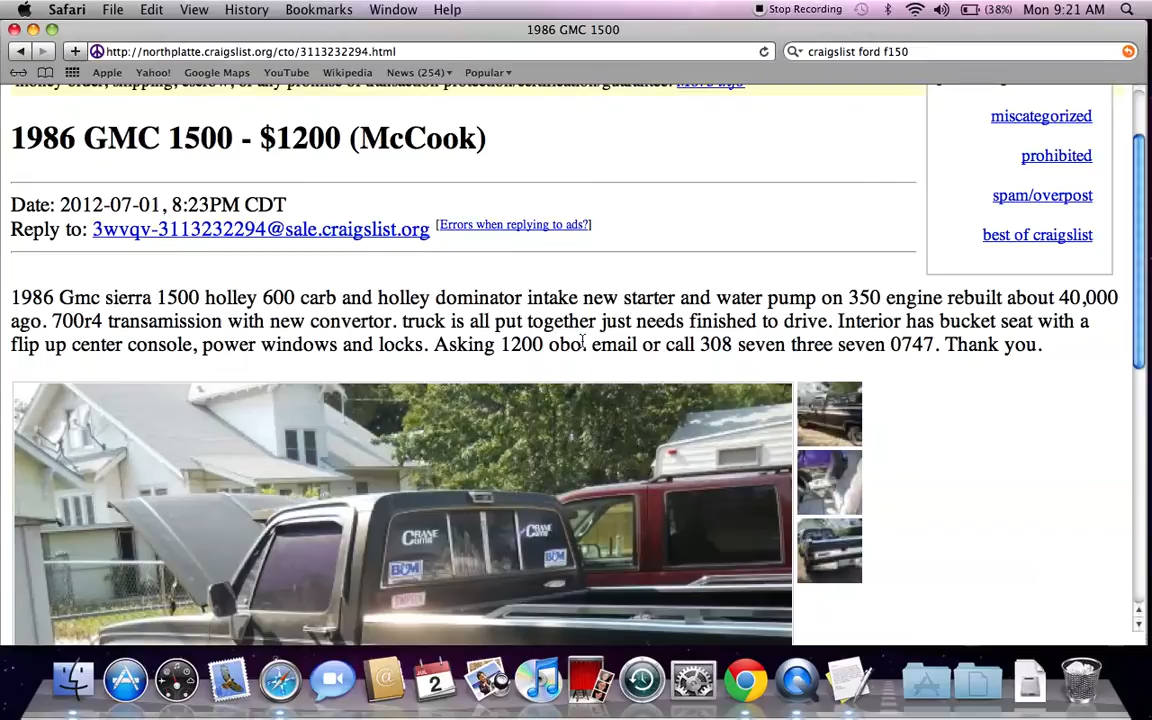 Safari File Edit View History Bookmarks Window Help Stop Recording (38%) Mon 9:21 AM
1986 GMC 1500
http://northplatte.craigslist.org/cto/3113232294.html craigslist ford f150
Apple Yahoo! Google Maps YouTube Wikipedia News (254) Popular
1986 GMC 1500 - $1200 (McCook)
miscategorized
prohibited
spam/overpost
best of craigslist
Date: 2012-07-01, 8:23PM CDT
Reply to: 3wvqv-3113232294@sale.craigslist.org [Errors when replying to ads?]
1986 Gmc sierra 1500 holley 600 carb and holley dominator intake new starter and water pump on 350 engine rebuilt about 40,000
ago. 700r4 transamission with new convertor. truck is all put together just needs finished to drive. Interior has bucket seat with a
flip up center console, power windows and locks. Asking 1200 obo. email or call 308 seven three seven 0747. Thank you.
CRANE CRANE
B&M B&M
2